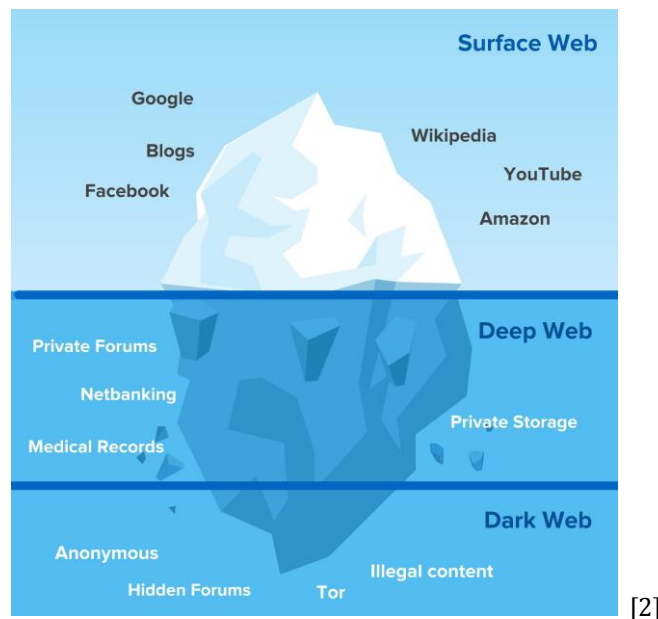 Surface Web
Google
Wikipedia
Blogs
YouTube
Facebook
Amazon
Deep Web
Private Forums
Netbanking
Private Storage
Medical Records
Dark Web
Anonymous
Illegal content
Hidden Forums
Tor
[2]